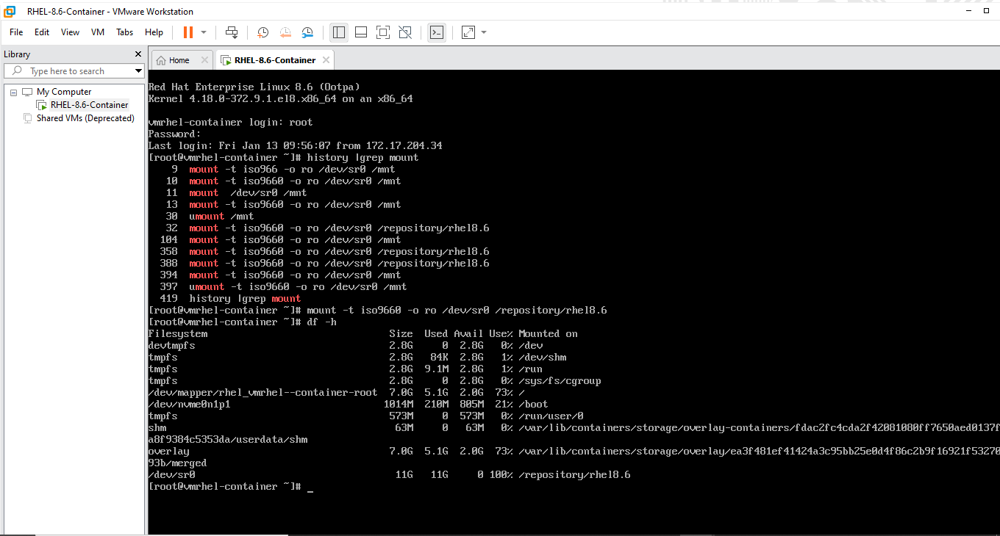 RHEL-8.6-Container - VMware Workstation
File Edit View VM Tabs Help
Library
Type here to search
My Computer
RHEL-8.6-Container
Shared VMs (Deprecated)
Home RHEL-8.6-Container
Red Hat Enterprise Linux 8.6 (Ootpa)
Kernel 4.18.0-372.9.1.el8.x86_64 on an x86_64
vmrhel-container login: root
Password:
Last login: Fri Jan 13 09:56:07 from 172.17.204.34
[root@vmrhel-container ~]# history |grep mount
9 mount -t iso966 -o ro /dev/sr0 /mnt
10 mount -t iso9660 -o ro /dev/sr0 /mnt
11 mount /dev/sr0 /mnt
13 mount -t iso9660 -o ro /dev/sr0 /mnt
30 umount /mnt
32 mount -t iso9660 -o ro /dev/sr0 /repository/rhel8.6
104 mount -t iso9660 -o ro /dev/sr0 /mnt
358 mount -t iso9660 -o ro /dev/sr0 /repository/rhel8.6
388 mount -t iso9660 -o ro /dev/sr0 /repository/rhel8.6
394 mount -t iso9660 -o ro /dev/sr0 /mnt
397 umount -t iso9660 -o ro /dev/sr0 /mnt
419 history |grep mount
[root@vmrhel-container ~]# mount -t iso9660 -o ro /dev/sr0 /repository/rhel8.6
[root@vmrhel-container ~]# df -h
Filesystem Size Used Avail Use% Mounted on
devtmpfs 2.8G 0 2.8G 0% /dev
tmpfs 2.8G 84K 2.8G 1% /dev/shm
tmpfs 2.8G 9.1M 2.8G 1% /run
tmpfs 2.8G 0 2.8G 0% /sys/fs/cgroup
/dev/mapper/rhel_vmrhel--container-root 7.0G 5.1G 2.0G 73% /
/dev/nvme0n1p1 1014M 210M 805M 21% /boot
tmpfs 573M 0 573M 0% /run/user/0
shm 63M 0 63M 0% /var/lib/containers/storage/overlay-containers/fdac2fc4cda2f42081080ff7650aed0137f
a8f9384c5353da/userdata/shm
overlay 7.0G 5.1G 2.0G 73% /var/lib/containers/storage/overlay/ea3f481ef41424a3c95bb25e0d4f86c2b9f16921f53270
93b/merged
/dev/sr0 11G 11G 0 100% /repository/rhel8.6
[root@vmrhel-container ~]# _